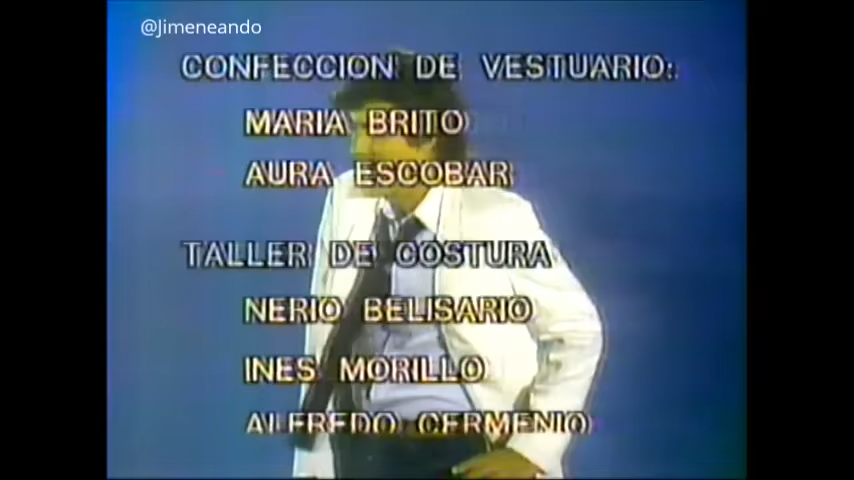 @Jimeneando
CONFECCION DE VESTUARIO:
MARIA BRITO
AURA ESCOBAR
TALLER DE COSTURA
NERIO BELISARIO
INES MORILLO
ALFREDO CERMENIO